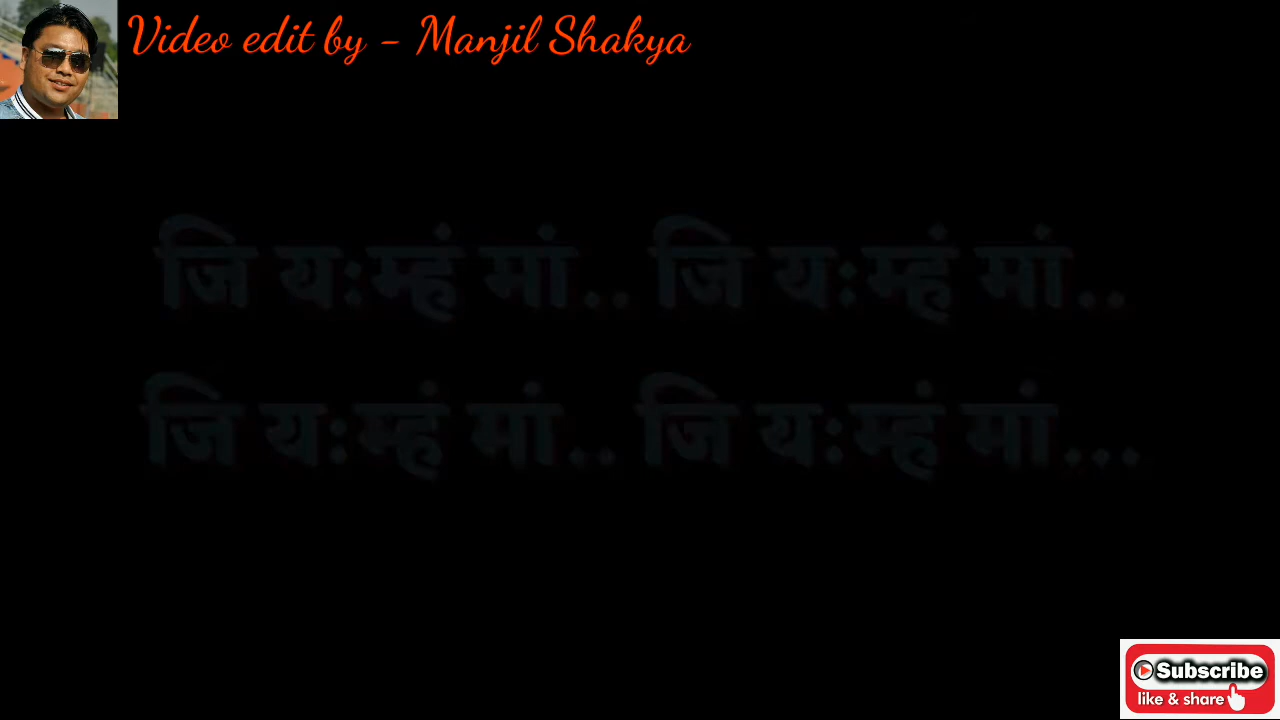 Video edit by - Manjil Shakya
जि यःम्हं मां.. जि यःम्हं मां..
जि यःम्हं मां.. जि यःम्हं मां...
Subscribe
like & share